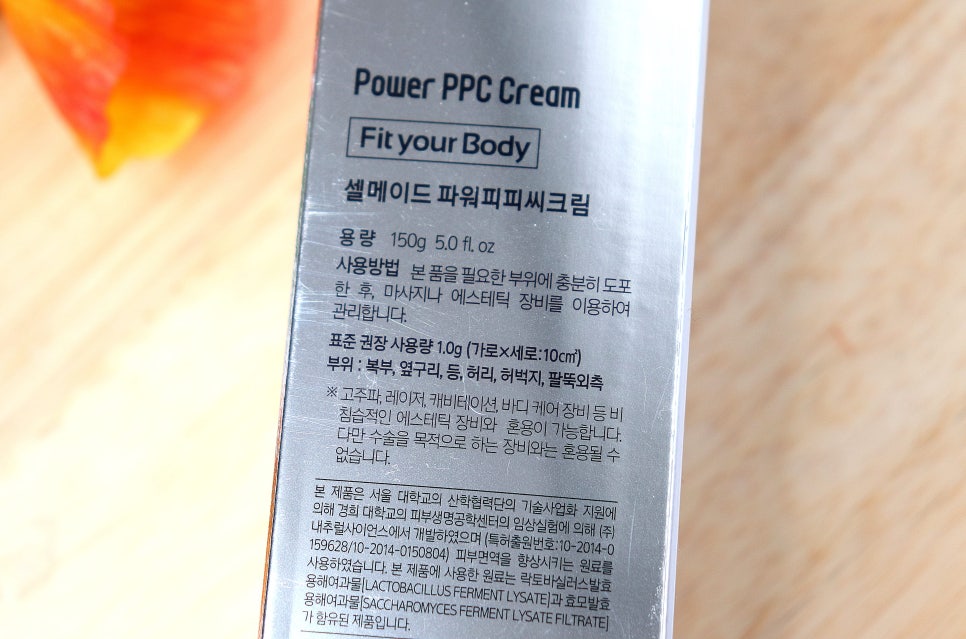 Power PPC Cream
Fit your Body
셀메이드 파워피피씨크림
용량 150g 5.0 fl. oz
사용방법 본 품을 필요한 부위에 충분히 도포
한 후, 마사지나 에스테틱 장비를 이용하여
관리합니다.
표준 권장 사용량 1.0g (가로×세로:10㎠)
부위 : 복부, 옆구리, 등, 허리, 허벅지, 팔뚝외측
※ 고주파, 레이저, 캐비테이션, 바디 케어 장비 등 비
침습적인 에스테틱 장비와 혼용이 가능합니다.
다만 수술을 목적으로 하는 장비와는 혼용될 수
없습니다.
본 제품은 서울 대학교의 산학협력단의 기술사업화 지원에
의해 경희 대학교의 피부생명공학센터의 임상실험에 의해 (주)
내추럴사이언스에서 개발하였으며 (특허출원번호:10-2014-0
159628/10-2014-0150804) 피부면역을 향상시키는 원료를
사용하였습니다. 본 제품에 사용한 원료는 락토바실러스발효
용해여과물[LACTOBACILLUS FERMENT LYSATE]과 효모발효
용해여과물[SACCHAROMYCES FERMENT LYSATE FILTRATE]
가 함유된 제품입니다.